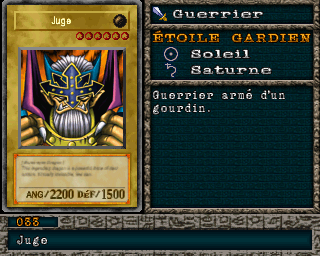 Juge
Guerrier
ÉTOILE GARDIEN
Soleil
Saturne
Guerrier armé d'un
gourdin.
ANG/2200 DÉF/1500
033
Juge